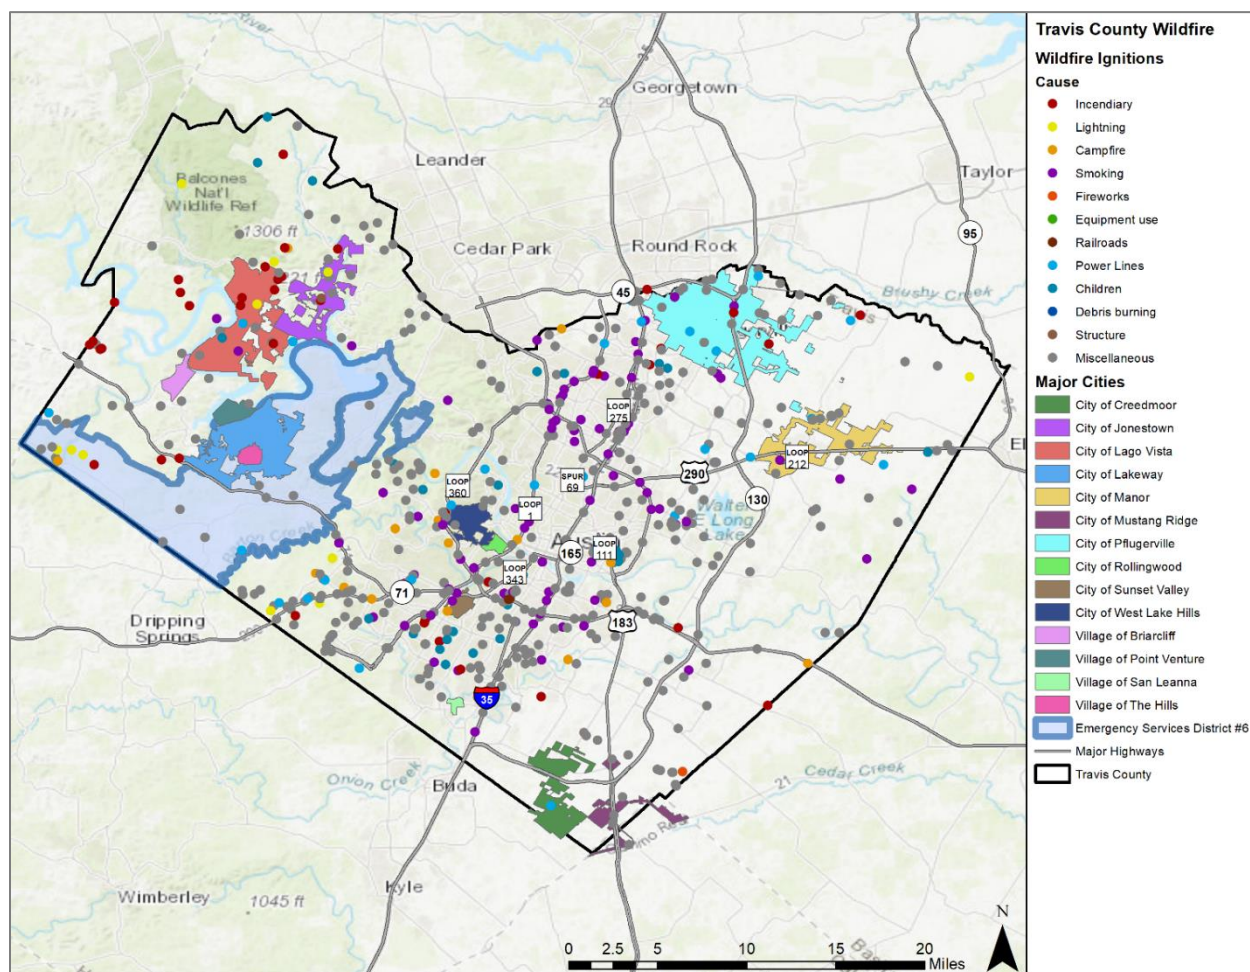 Georgetown
29
35
Leander
Taylor
Balcones
Nat'l
Wildlife Ref
1306 ft
Cedar Park
Round Rock
95
45
Brushy Creek
LOOP
275
LOOP
212
LOOP
360
SPUR
69
290
LOOP
1
130
Walter
E Long
Lake
165
LOOP
111
LOOP
343
71
183
Dripping
Springs
290
35
Onion Creek
Buda
21
Cedar Creek
Kyle
Wimberley
1045 ft
N
0 2.5 5 10 15 20
Miles
Travis County Wildfire
Wildfire Ignitions
Cause
Incendiary
Lightning
Campfire
Smoking
Fireworks
Equipment use
Railroads
Power Lines
Children
Debris burning
Structure
Miscellaneous
Major Cities
City of Creedmoor
City of Jonestown
City of Lago Vista
City of Lakeway
City of Manor
City of Mustang Ridge
City of Pflugerville
City of Rollingwood
City of Sunset Valley
City of West Lake Hills
Village of Briarcliff
Village of Point Venture
Village of San Leanna
Village of The Hills
Emergency Services District #6
Major Highways
Travis County